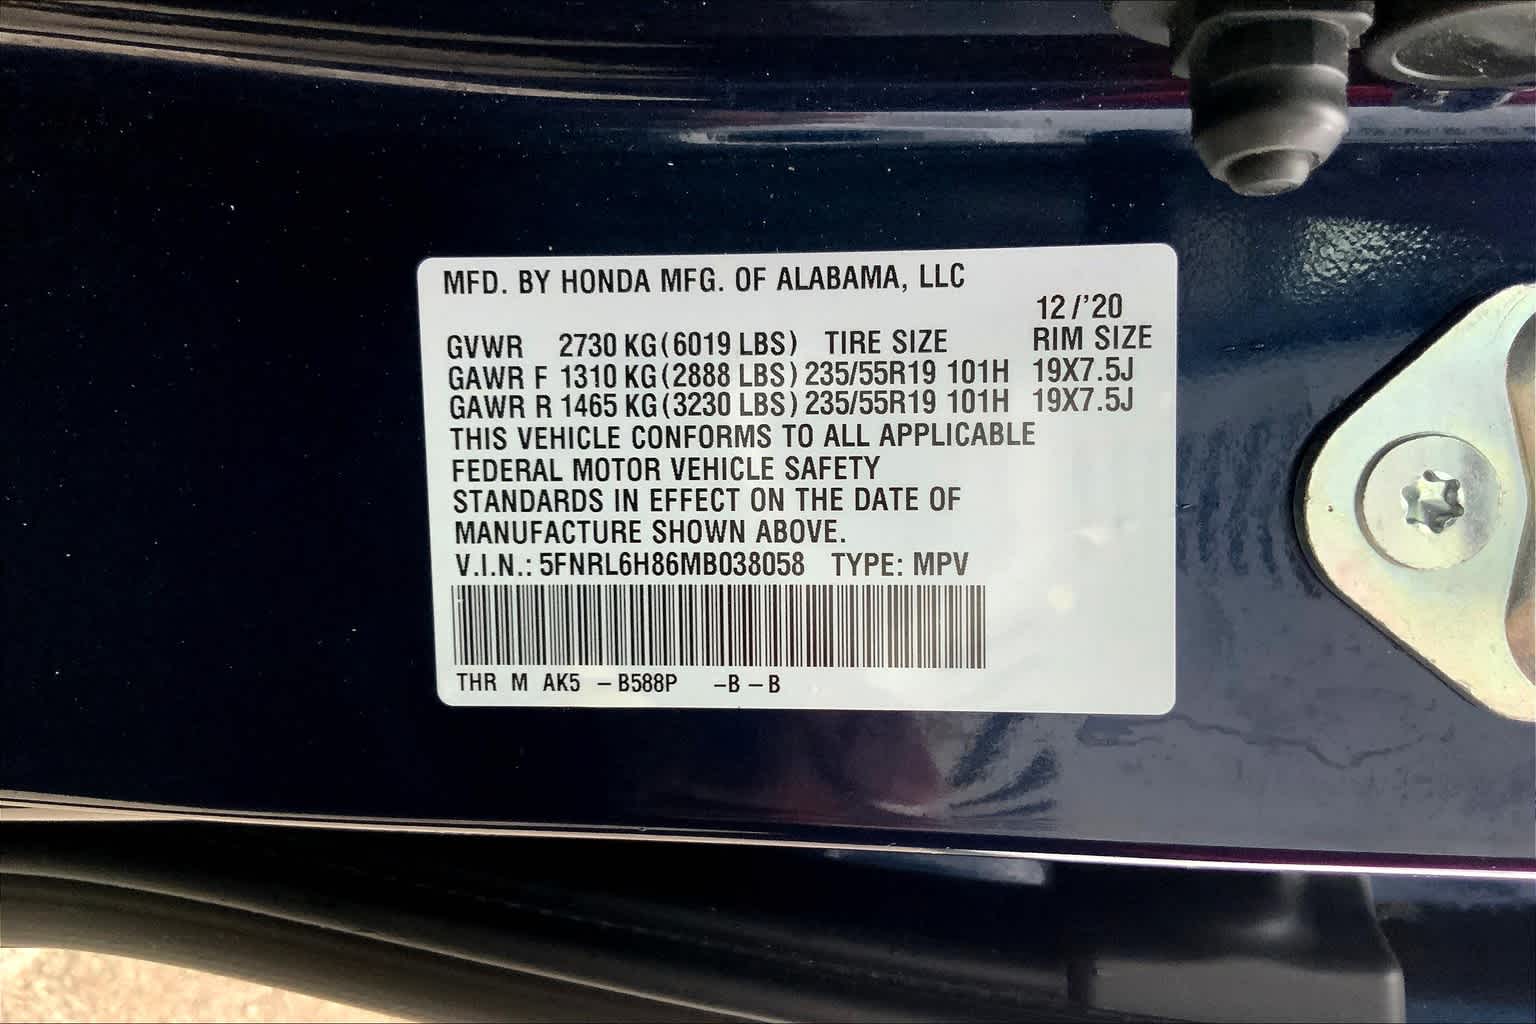 MFD. BY HONDA MFG. OF ALABAMA, LLC
12/'20
GVWR 2730 KG(6019 LBS) TIRE SIZE RIM SIZE
GAWR F 1310 KG(2888 LBS) 235/55R19 101H 19X7.5J
GAWR R 1465 KG(3230 LBS) 235/55R19 101H 19X7.5J
THIS VEHICLE CONFORMS TO ALL APPLICABLE
FEDERAL MOTOR VEHICLE SAFETY
STANDARDS IN EFFECT ON THE DATE OF
MANUFACTURE SHOWN ABOVE.
V.I.N.: 5FNRL6H86MB038058 TYPE: MPV
THR M AK5 -B588P -B-B